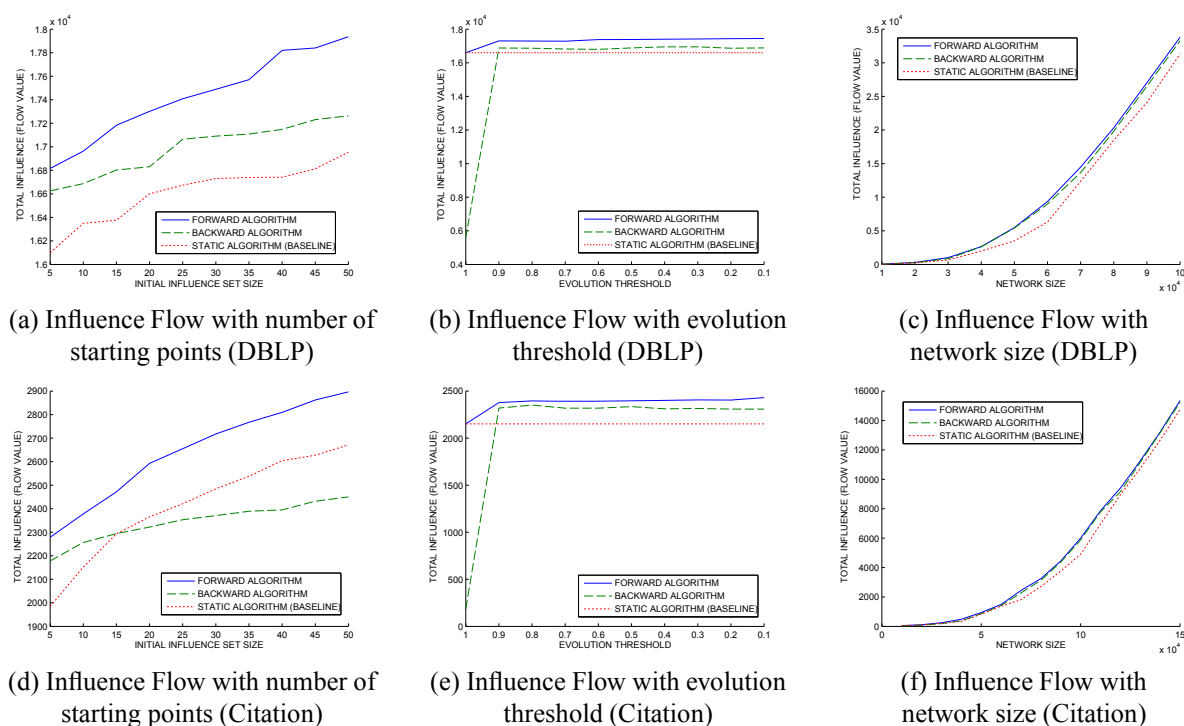 x 10⁴
1.8
1.78
1.76
1.74
1.72
1.7
1.68
1.66
1.64
1.62
1.6
TOTAL INFLUENCE (FLOW VALUE)
FORWARD ALGORITHM
BACKWARD ALGORITHM
STATIC ALGORITHM (BASELINE)
5 10 15 20 25 30 35 40 45 50
INITIAL INFLUENCE SET SIZE
(a) Influence Flow with number of
starting points (DBLP)
x 10⁴
1.8
1.6
1.4
1.2
1
0.8
0.6
0.4
TOTAL INFLUENCE (FLOW VALUE)
FORWARD ALGORITHM
BACKWARD ALGORITHM
STATIC ALGORITHM (BASELINE)
1 0.9 0.8 0.7 0.6 0.5 0.4 0.3 0.2 0.1
EVOLUTION THRESHOLD
(b) Influence Flow with evolution
threshold (DBLP)
x 10⁴
3.5
3
2.5
2
1.5
1
0.5
0
TOTAL INFLUENCE (FLOW VALUE)
FORWARD ALGORITHM
BACKWARD ALGORITHM
STATIC ALGORITHM (BASELINE)
1 2 3 4 5 6 7 8 9 10
NETWORK SIZE
x 10⁴
(c) Influence Flow with
network size (DBLP)
2900
2800
2700
2600
2500
2400
2300
2200
2100
2000
1900
TOTAL INFLUENCE (FLOW VALUE)
FORWARD ALGORITHM
BACKWARD ALGORITHM
STATIC ALGORITHM (BASELINE)
5 10 15 20 25 30 35 40 45 50
INITIAL INFLUENCE SET SIZE
(d) Influence Flow with number of
starting points (Citation)
2500
2000
1500
1000
500
0
TOTAL INFLUENCE (FLOW VALUE)
FORWARD ALGORITHM
BACKWARD ALGORITHM
STATIC ALGORITHM (BASELINE)
1 0.9 0.8 0.7 0.6 0.5 0.4 0.3 0.2 0.1
EVOLUTION THRESHOLD
(e) Influence Flow with evolution
threshold (Citation)
16000
14000
12000
10000
8000
6000
4000
2000
0
TOTAL INFLUENCE (FLOW VALUE)
FORWARD ALGORITHM
BACKWARD ALGORITHM
STATIC ALGORITHM (BASELINE)
0 5 10 15
NETWORK SIZE
x 10⁴
(f) Influence Flow with
network size (Citation)